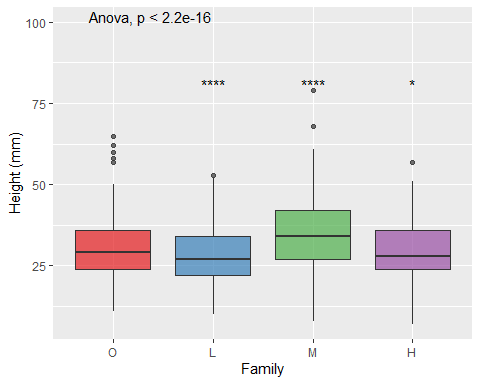 Anova, p < 2.2e-16
100
75
50
25
Height (mm)
**** **** *
O L M H
Family